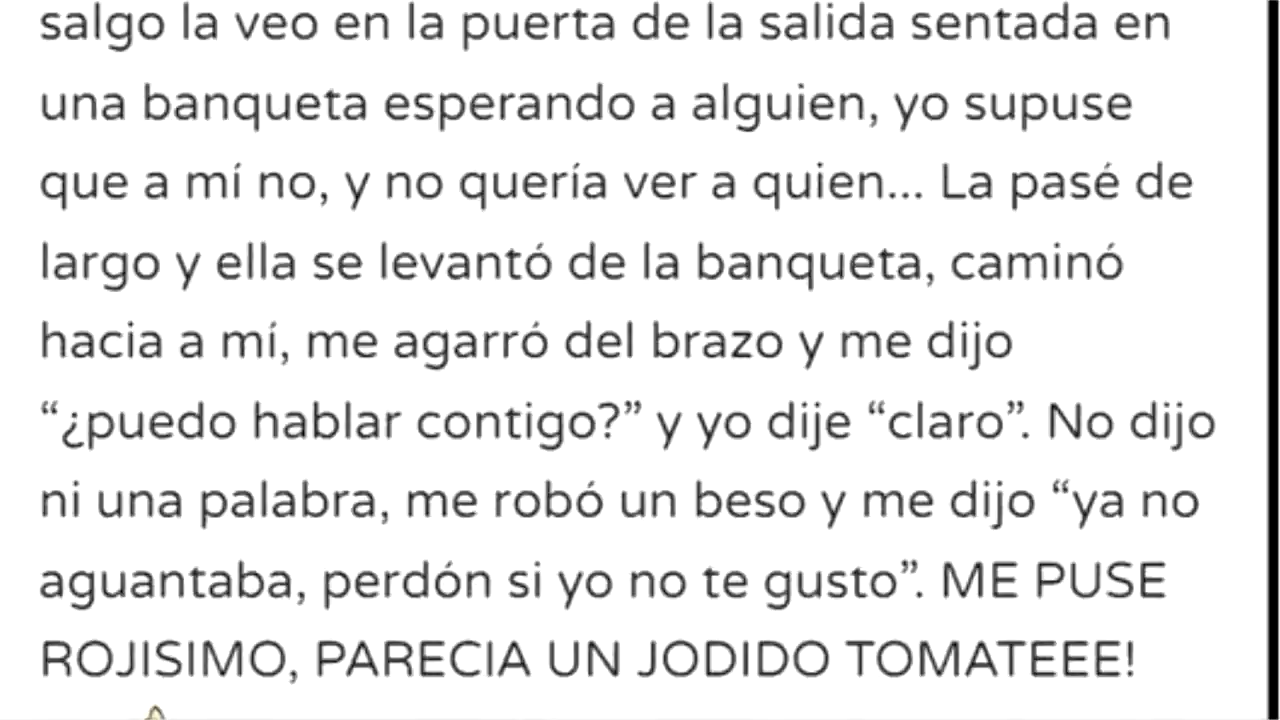 salgo la veo en la puerta de la salida sentada en
una banqueta esperando a alguien, yo supuse
que a mí no, y no quería ver a quien... La pasé de
largo y ella se levantó de la banqueta, caminó
hacia a mí, me agarró del brazo y me dijo
“¿puedo hablar contigo?” y yo dije “claro”. No dijo
ni una palabra, me robó un beso y me dijo “ya no
aguantaba, perdón si yo no te gusto”. ME PUSE
ROJISIMO, PARECIA UN JODIDO TOMATEEE!